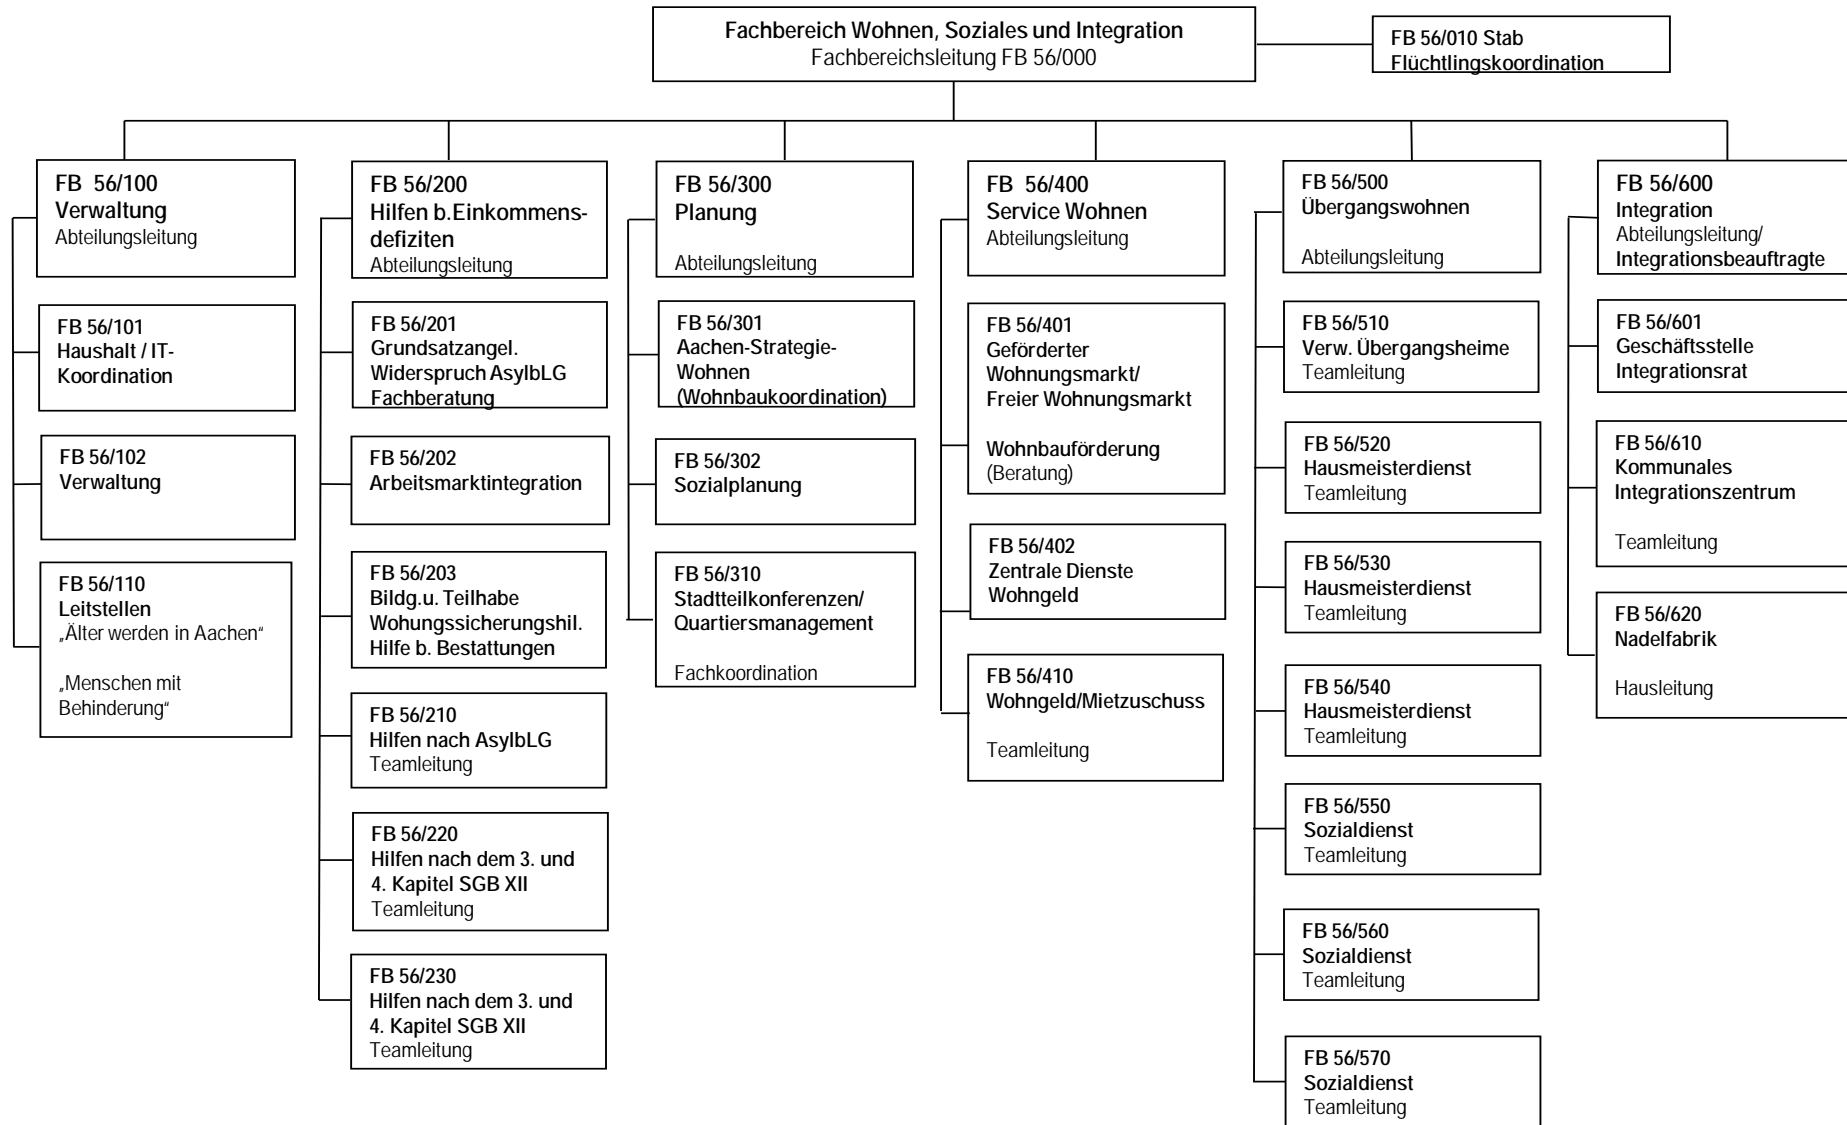 Fachbereich Wohnen, Soziales und Integration
Fachbereichsleitung FB 56/000
FB 56/010 Stab
Flüchtlingskoordination
FB 56/100
Verwaltung
Abteilungsleitung
FB 56/101
Haushalt / IT-
Koordination
FB 56/102
Verwaltung
FB 56/110
Leitstellen
„Älter werden in Aachen“
„Menschen mit
Behinderung“
FB 56/200
Hilfen b.Einkommens-
defiziten
Abteilungsleitung
FB 56/201
Grundsatzangel.
Widerspruch AsylbLG
Fachberatung
FB 56/202
Arbeitsmarktintegration
FB 56/203
Bildg.u. Teilhabe
Wohungssicherungshil.
Hilfe b. Bestattungen
FB 56/210
Hilfen nach AsylbLG
Teamleitung
FB 56/220
Hilfen nach dem 3. und
4. Kapitel SGB XII
Teamleitung
FB 56/230
Hilfen nach dem 3. und
4. Kapitel SGB XII
Teamleitung
FB 56/300
Planung
Abteilungsleitung
FB 56/301
Aachen-Strategie-
Wohnen
(Wohnbaukoordination)
FB 56/302
Sozialplanung
FB 56/310
Stadtteilkonferenzen/
Quartiersmanagement
Fachkoordination
FB 56/400
Service Wohnen
Abteilungsleitung
FB 56/401
Geförderter
Wohnungsmarkt/
Freier Wohnungsmarkt
Wohnbauförderung
(Beratung)
FB 56/402
Zentrale Dienste
Wohngeld
FB 56/410
Wohngeld/Mietzuschuss
Teamleitung
FB 56/500
Übergangswohnen
Abteilungsleitung
FB 56/510
Verw. Übergangsheime
Teamleitung
FB 56/520
Hausmeisterdienst
Teamleitung
FB 56/530
Hausmeisterdienst
Teamleitung
FB 56/540
Hausmeisterdienst
Teamleitung
FB 56/550
Sozialdienst
Teamleitung
FB 56/560
Sozialdienst
Teamleitung
FB 56/570
Sozialdienst
Teamleitung
FB 56/600
Integration
Abteilungsleitung/
Integrationsbeauftragte
FB 56/601
Geschäftsstelle
Integrationsrat
FB 56/610
Kommunales
Integrationszentrum
Teamleitung
FB 56/620
Nadelfabrik
Hausleitung